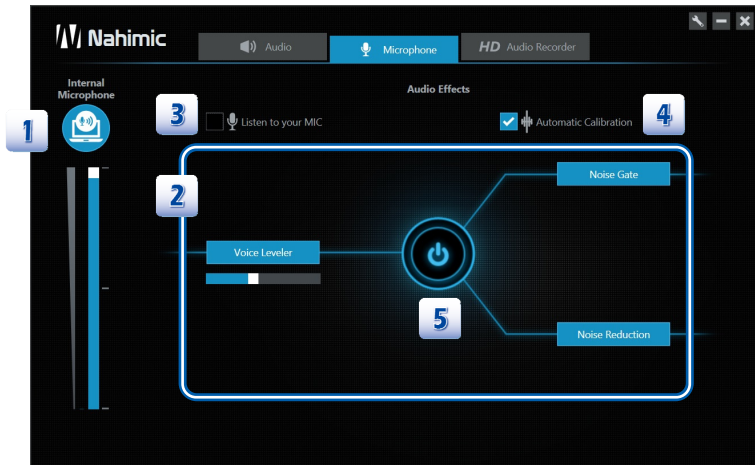 Nahimic
Audio
Microphone
HD Audio Recorder
Internal
Microphone
Audio Effects
1
3
Listen to your MIC
Automatic Calibration
4
2
Noise Gate
Voice Leveler
5
Noise Reduction